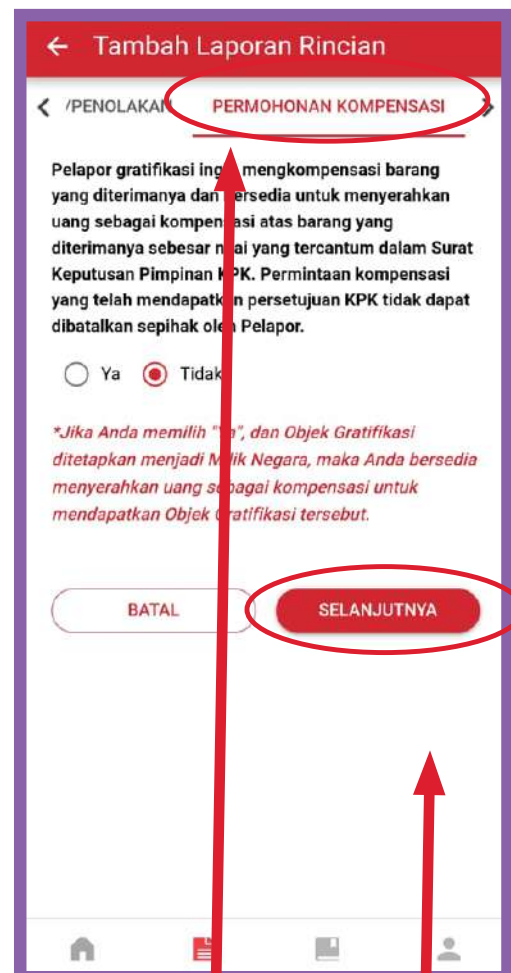 Tambah Laporan Rincian
/PENOLAKAN PERMOHONAN KOMPENSASI
Pelapor gratifikasi ingin mengkompensasi barang
yang diterimanya dan bersedia untuk menyerahkan
uang sebagai kompensasi atas barang yang
diterimanya sebesar nilai yang tercantum dalam Surat
Keputusan Pimpinan KPK. Permintaan kompensasi
yang telah mendapatkan persetujuan KPK tidak dapat
dibatalkan sepihak oleh Pelapor.
Ya Tidak
*Jika Anda memilih "Ya", dan Objek Gratifikasi
ditetapkan menjadi Milik Negara, maka Anda bersedia
menyerahkan uang sebagai kompensasi untuk
mendapatkan Objek Gratifikasi tersebut.
BATAL SELANJUTNYA